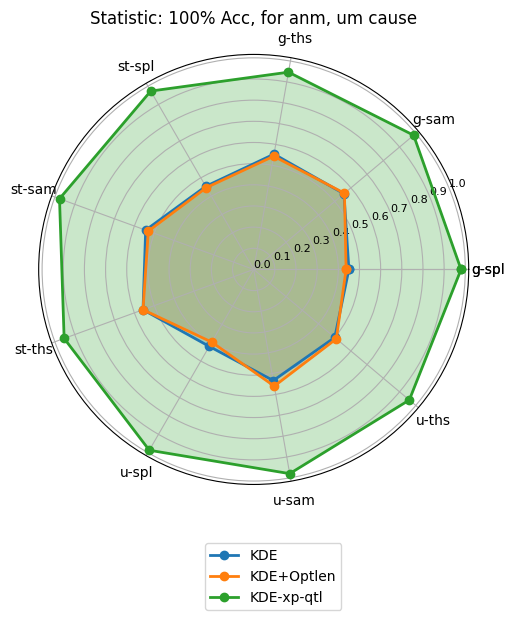 Statistic: 100% Acc, for anm, um cause
g-ths
st-spl
g-sam
1.0
0.9
0.8
0.7
0.6
0.5
0.4
0.3
0.2
0.1
0.0
st-sam
g-spl
st-ths
u-ths
u-spl
u-sam
KDE
KDE+Optlen
KDE-xp-qtl